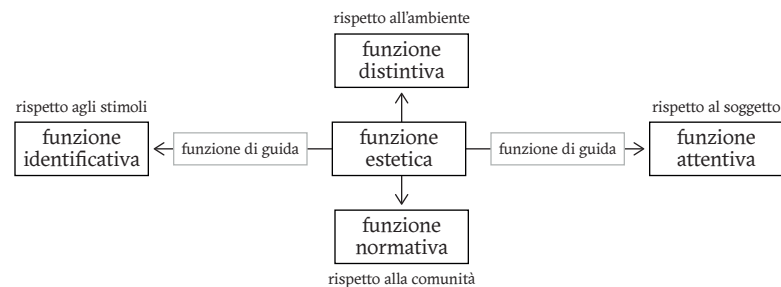 rispetto all'ambiente
funzione
distintiva
rispetto agli stimoli
funzione
identificativa
funzione di guida
funzione
estetica
funzione di guida
rispetto al soggetto
funzione
attentiva
funzione
normativa
rispetto alla comunità